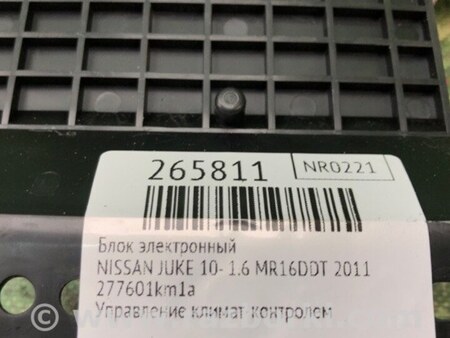 265811
NR0221
Блок электронный
NISSAN JUKE 10- 1.6 MR16DDT 2011
277601km1a
Управление климат контролем